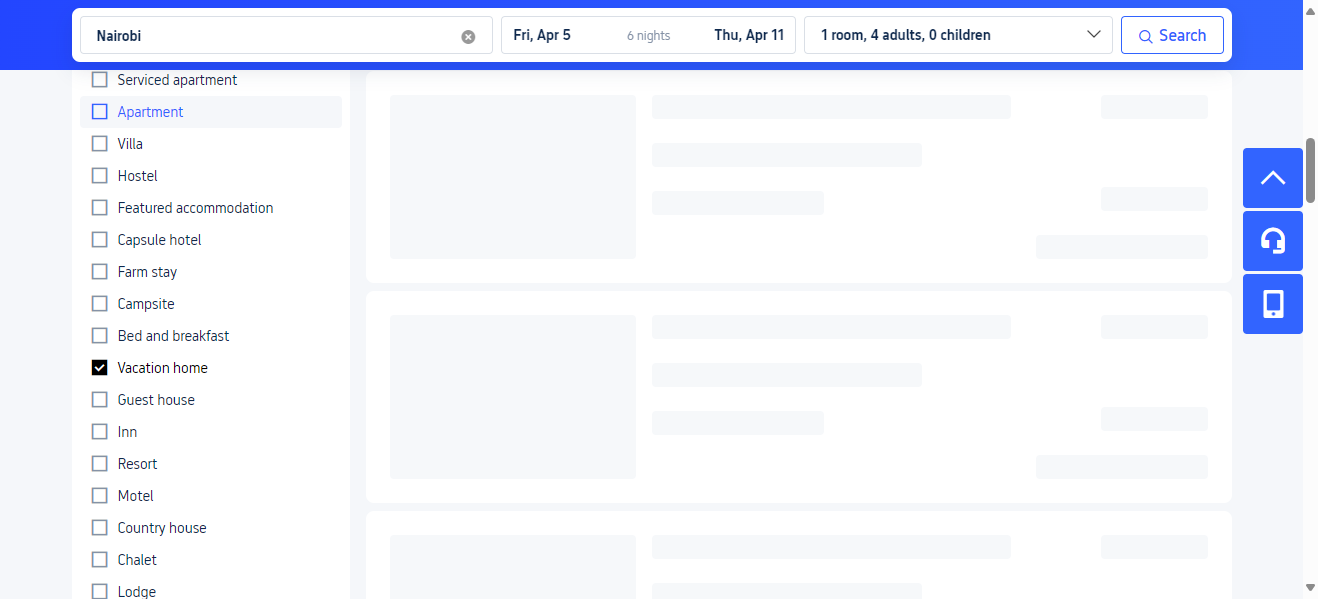 Nairobi
Fri, Apr 5
6 nights
Thu, Apr 11
1 room, 4 adults, 0 children
Search
Serviced apartment
Apartment
Villa
Hostel
Featured accommodation
Capsule hotel
Farm stay
Campsite
Bed and breakfast
Vacation home
Guest house
Inn
Resort
Motel
Country house
Chalet
Lodge